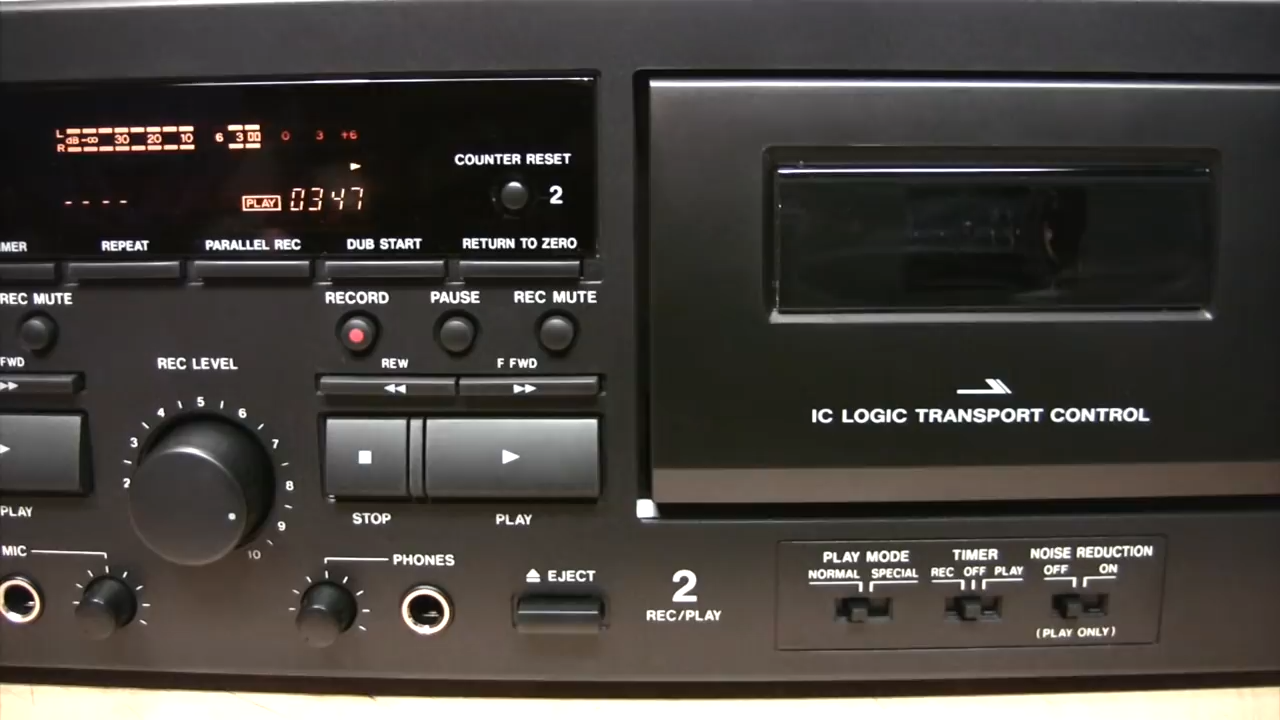 L
dB -∞ 30 20 10 6 3 0 3 +6
R
COUNTER RESET
2
- - - -
PLAY 0347
MER REPEAT PARALLEL REC DUB START RETURN TO ZERO
REC MUTE RECORD PAUSE REC MUTE
FWD REC LEVEL REW F FWD
2 3 4 5 6 7 8 9 10
IC LOGIC TRANSPORT CONTROL
PLAY STOP PLAY
MIC PHONES
EJECT
2
REC/PLAY
PLAY MODE TIMER NOISE REDUCTION
NORMAL SPECIAL REC OFF PLAY OFF ON
(PLAY ONLY)